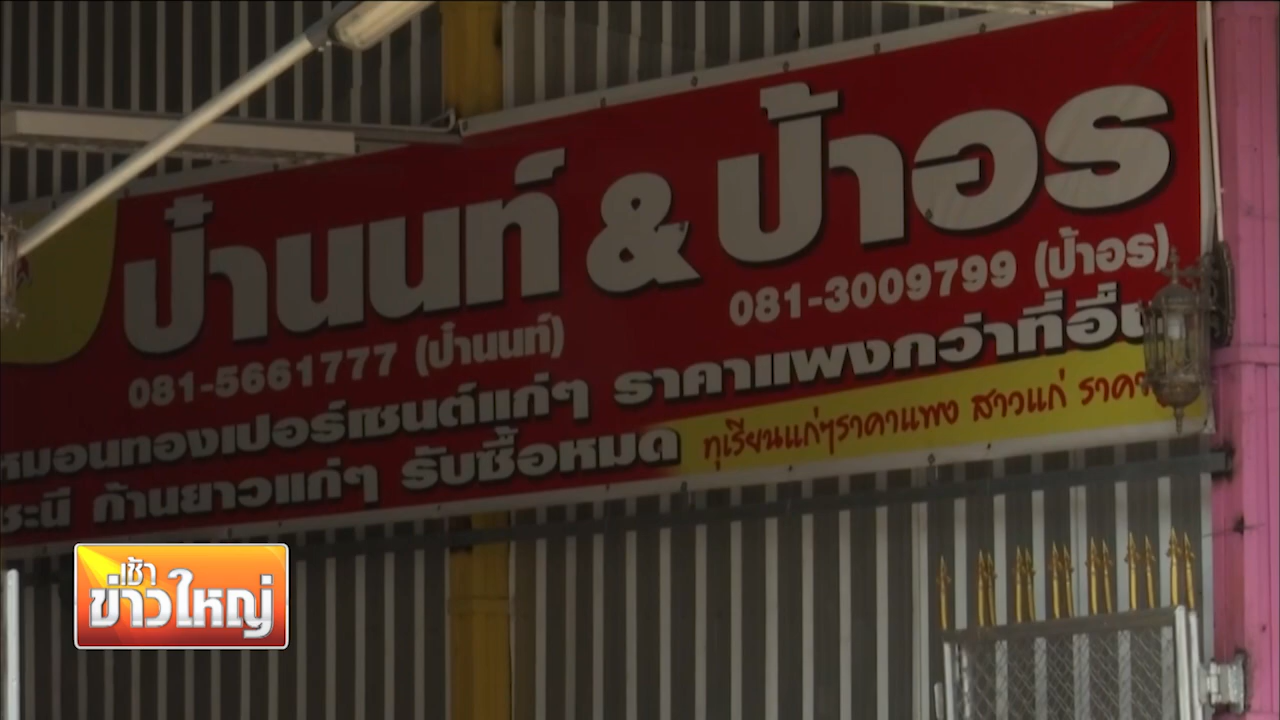 ป๋านนท์ & ป้าอร
081-5661777 (ป๋านนท์) 081-3009799 (ป้าอร)
หมอนทองเปอร์เซนต์แก่ๆ ราคาแพงกว่าที่อื่น
ชะนี ก้านยาวแก่ๆ รับซื้อหมด ทุเรียนแก่ๆราคาแพง สาวแก่
เช้า
ข่าวใหญ่